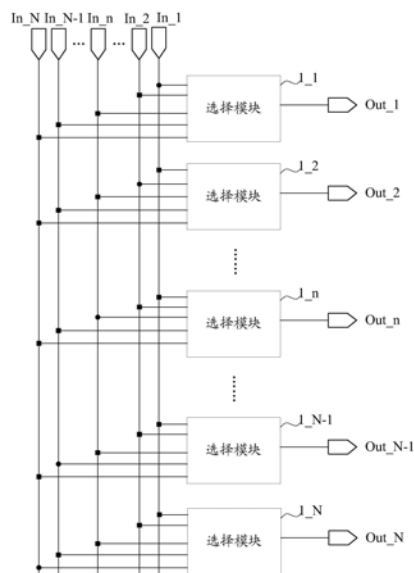 In_N In_N-1 ... In_n ... In_2 In_1
1_1
选择模块
Out_1
1_2
选择模块
Out_2
1_n
选择模块
Out_n
1_N-1
选择模块
Out_N-1
1_N
选择模块
Out_N